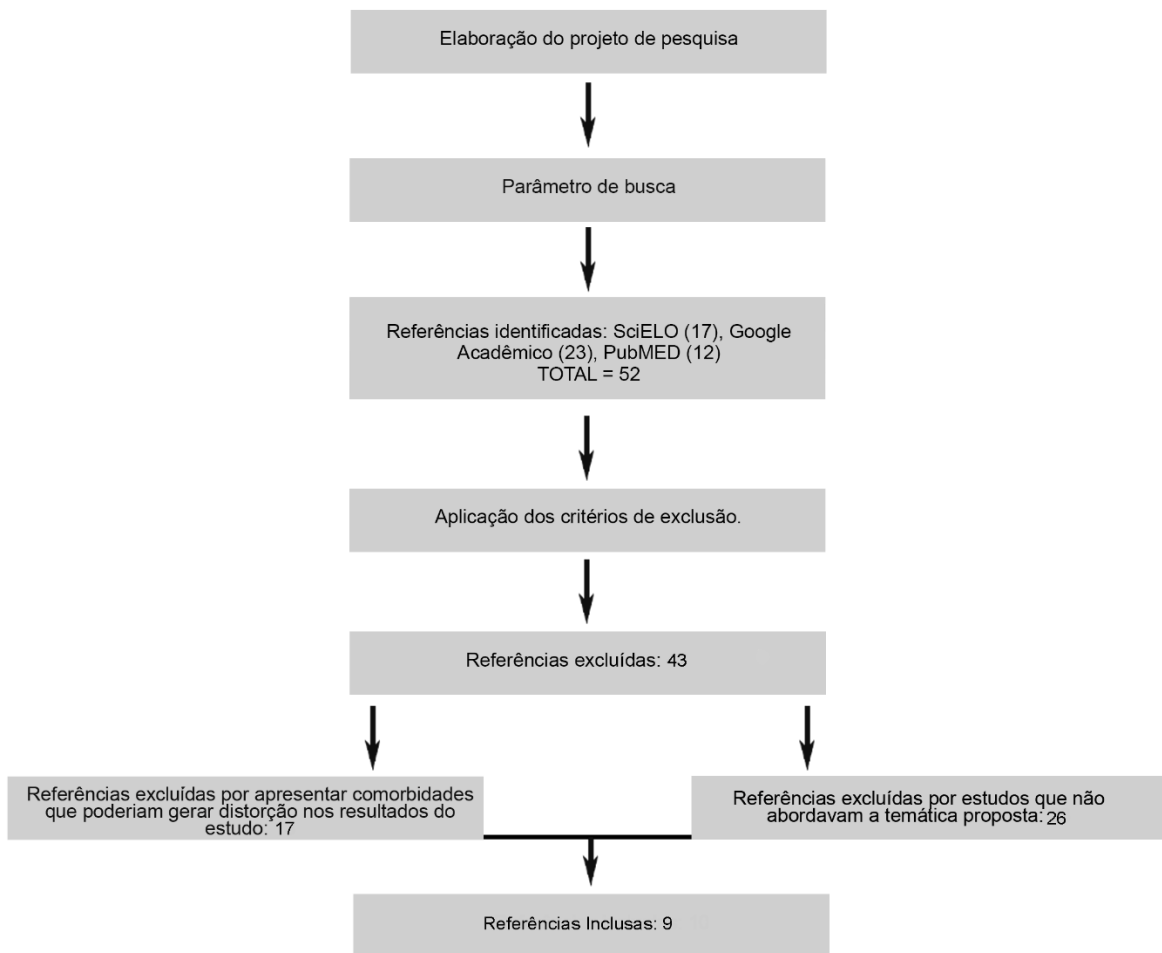 Elaboração do projeto de pesquisa
Parâmetro de busca
Referências identificadas: SciELO (17), Google
Acadêmico (23), PubMED (12)
TOTAL = 52
Aplicação dos critérios de exclusão.
Referências excluídas: 43
Referências excluídas por apresentar comorbidades
que poderiam gerar distorção nos resultados do
estudo: 17
Referências excluídas por estudos que não
abordavam a temática proposta: 26
Referências Inclusas: 9